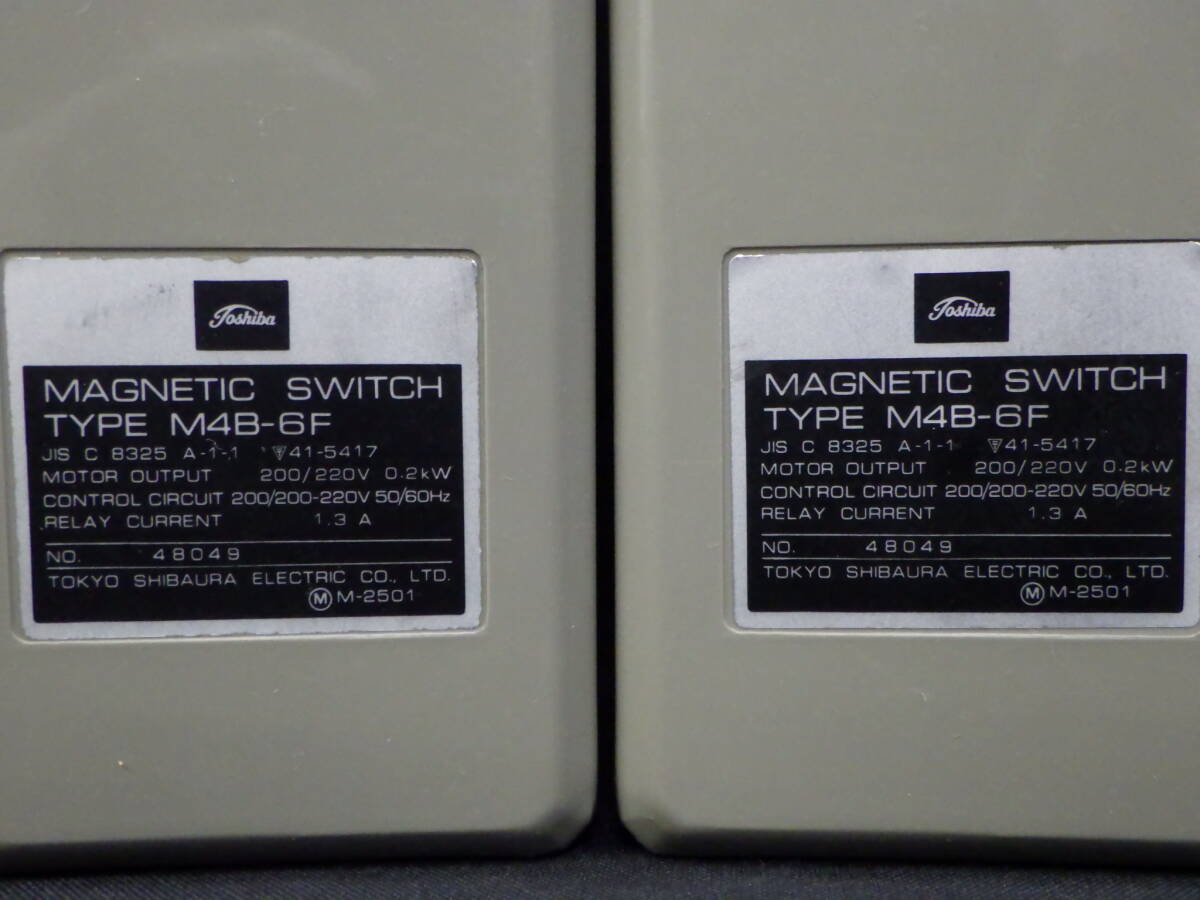 Toshiba
MAGNETIC SWITCH
TYPE M4B-6F
JIS C 8325 A-1-1 41-5417
MOTOR OUTPUT 200/220V 0.2kW
CONTROL CIRCUIT 200/200-220V 50/60Hz
RELAY CURRENT 1.3 A
NO. 48049
TOKYO SHIBAURA ELECTRIC CO., LTD.
Ⓜ M-2501
Toshiba
MAGNETIC SWITCH
TYPE M4B-6F
JIS C 8325 A-1-1 41-5417
MOTOR OUTPUT 200/220V 0.2kW
CONTROL CIRCUIT 200/200-220V 50/60Hz
RELAY CURRENT 1.3 A
NO. 48049
TOKYO SHIBAURA ELECTRIC CO., LTD.
Ⓜ M-2501